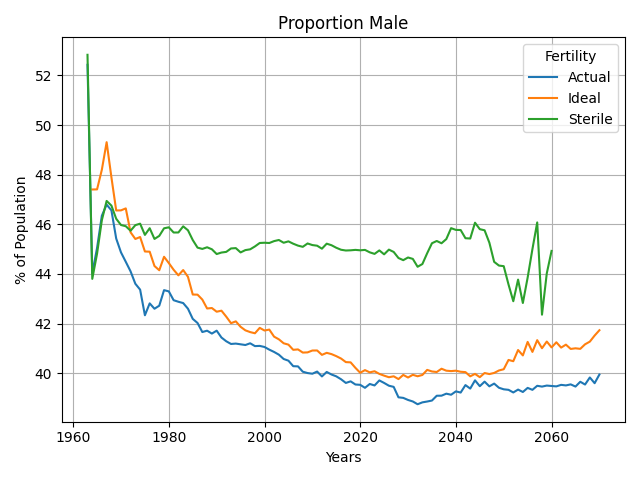 Proportion Male
% of Population
52
50
48
46
44
42
40
Fertility
Actual
Ideal
Sterile
1960 1980 2000 2020 2040 2060
Years